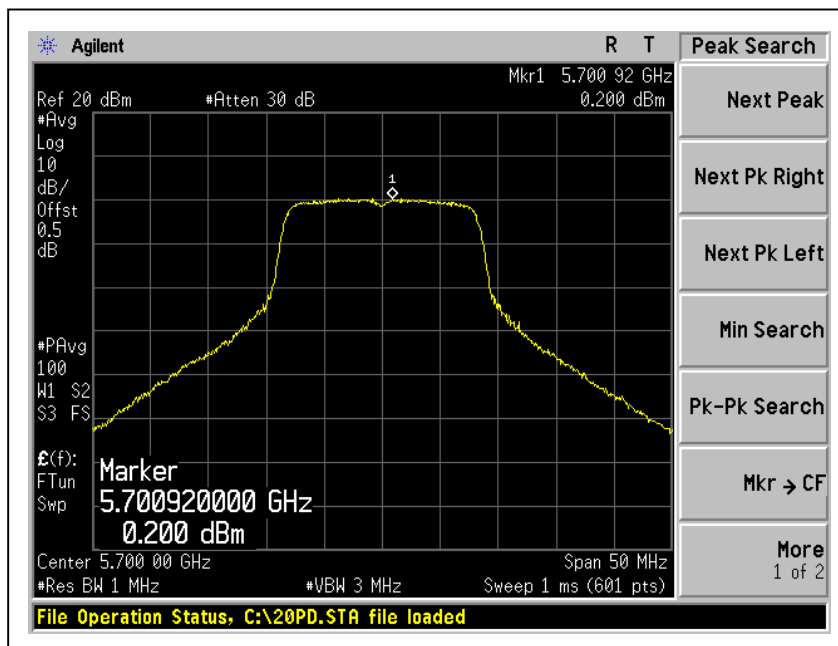 Agilent R T Peak Search
Mkr1 5.700 92 GHz
Ref 20 dBm #Atten 30 dB 0.200 dBm
#Avg
Log
10
dB/
Offst
0.5
dB
1
#PAvg
100
W1 S2
S3 FS
£(f):
FTun
Swp
Marker
5.700920000 GHz
0.200 dBm
Center 5.700 00 GHz Span 50 MHz
#Res BW 1 MHz #VBW 3 MHz Sweep 1 ms (601 pts)
File Operation Status, C:\20PD.STA file loaded
Next Peak
Next Pk Right
Next Pk Left
Min Search
Pk-Pk Search
Mkr → CF
More
1 of 2